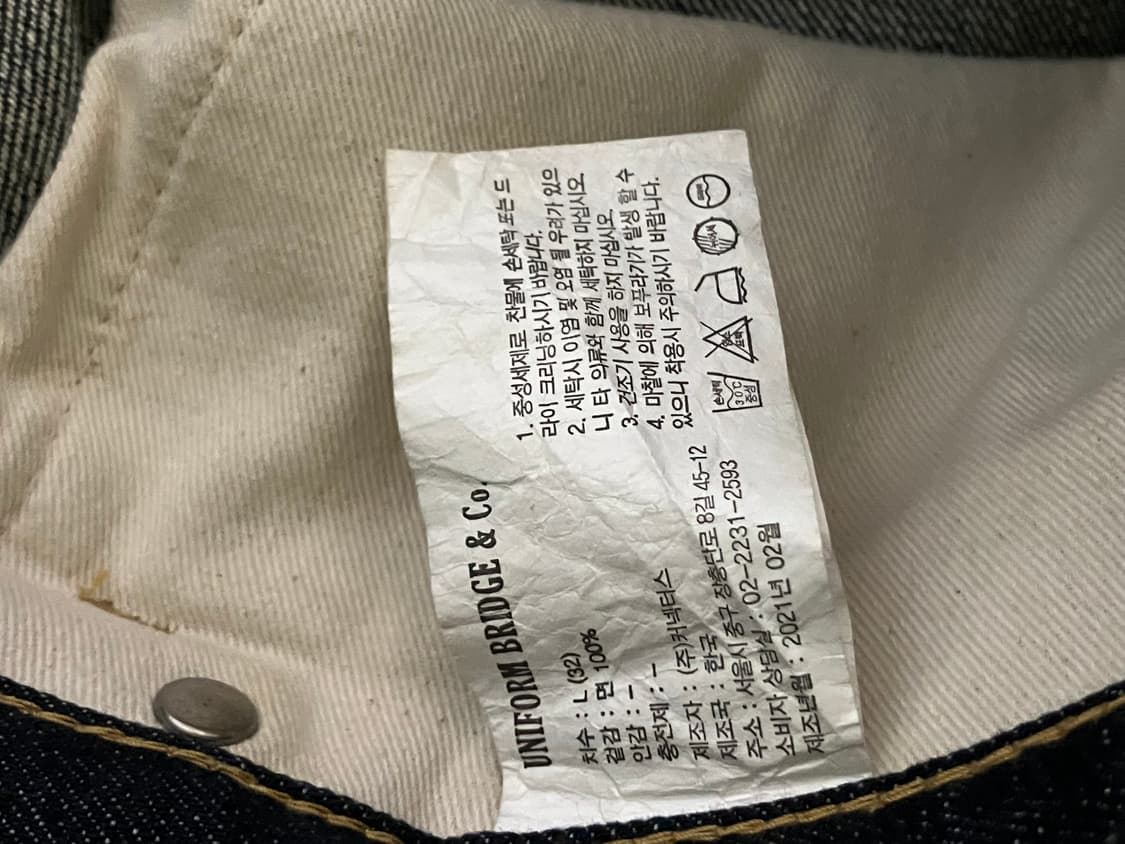 UNIFORM BRIDGE & Co.
치수 : L (32)
겉감 : 면 100%
안감 : -
충전제 : -
제조자 : (주)커넥터스
제조국 : 한국
주소 : 서울시 중구 장충단로 8길 45-12
소비자 상담실 : 02-2231-2593
제조년월 : 2021년 02월
1. 중성세제로 찬물에 손세탁 또는 드
라이 크리닝하시기 바랍니다.
2. 세탁시 이염 및 오염 될 우려가 있으
니 타 의류와 함께 세탁하지 마십시오.
3. 건조기 사용을 하지 마십시오.
4. 마찰에 의해 보푸라기가 발생 할 수
있으니 착용시 주의하시기 바랍니다.
손세탁
30℃
중성